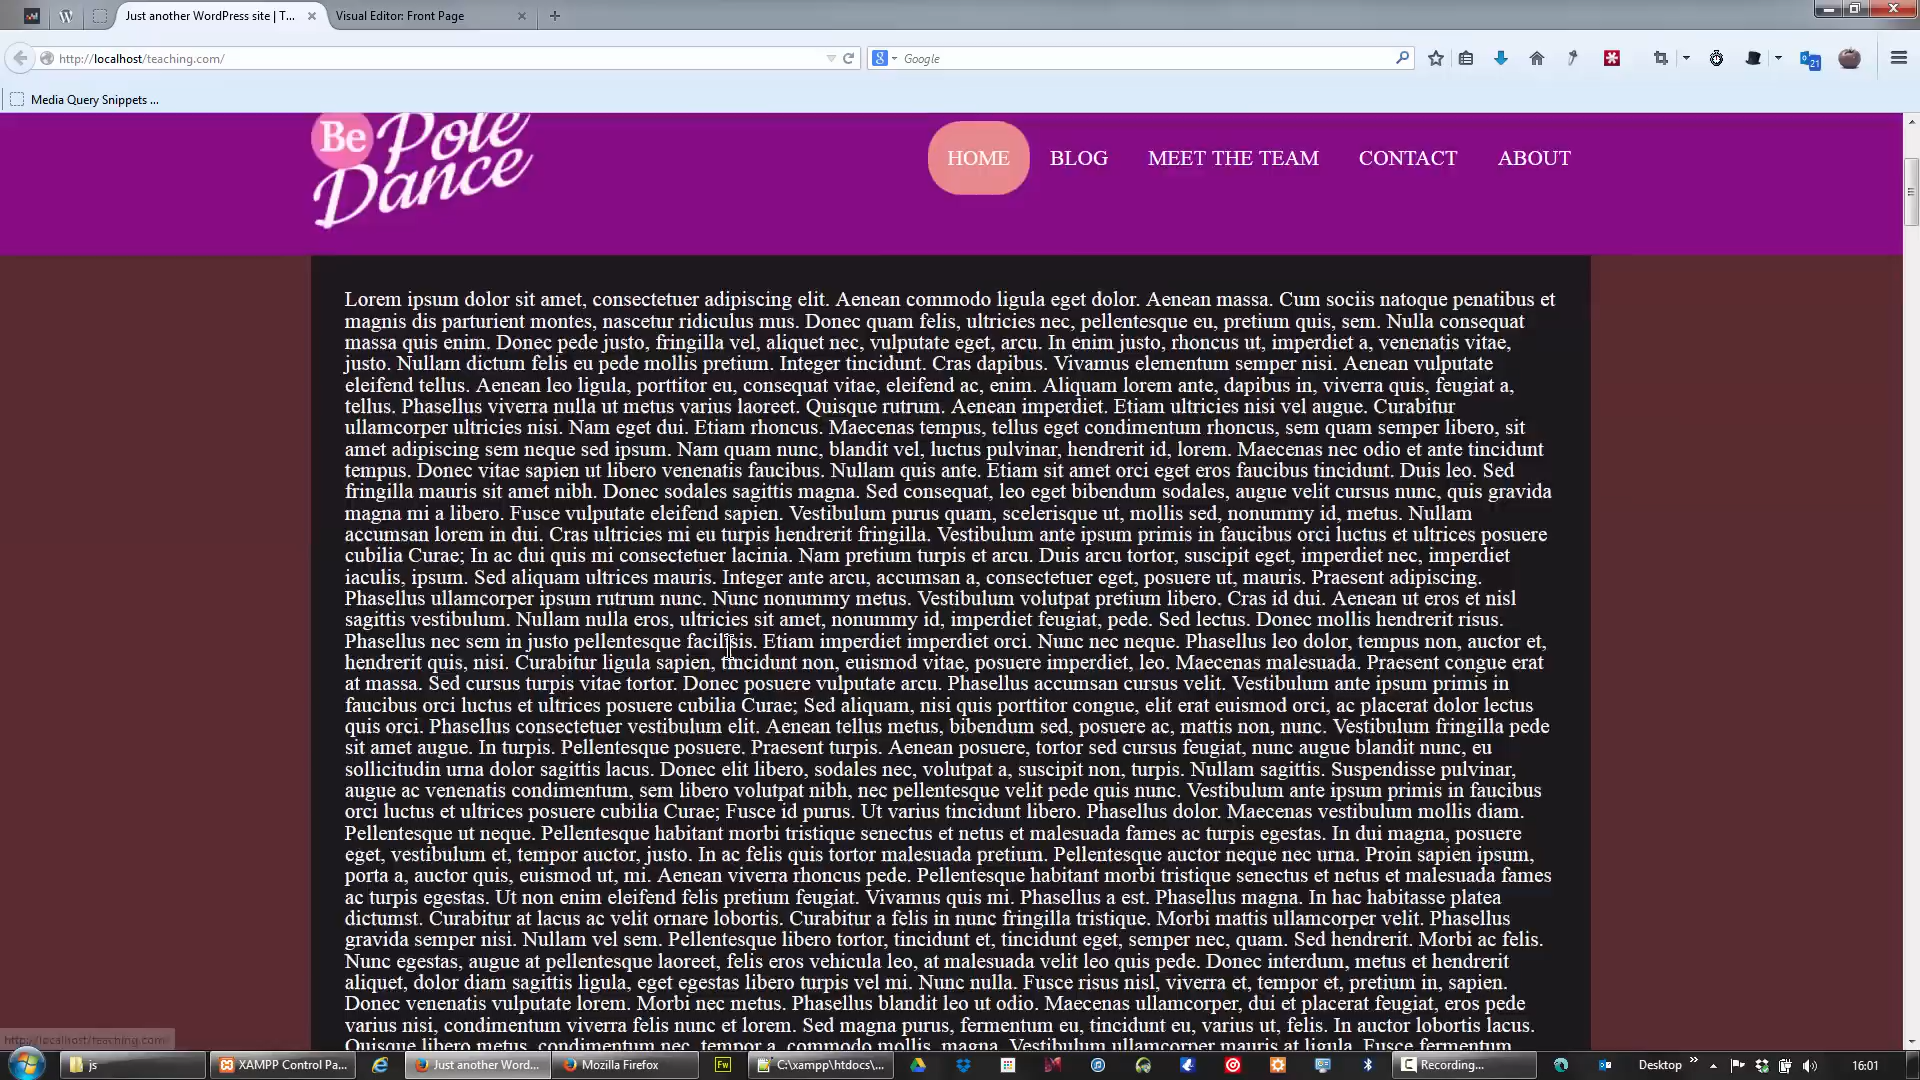 Just another WordPress site | T...
Visual Editor: Front Page
http://localhost/teaching.com/
Google
21
Media Query Snippets ...
Be Pole
Dance
HOME
BLOG
MEET THE TEAM
CONTACT
ABOUT
Lorem ipsum dolor sit amet, consectetuer adipiscing elit. Aenean commodo ligula eget dolor. Aenean massa. Cum sociis natoque penatibus et
magnis dis parturient montes, nascetur ridiculus mus. Donec quam felis, ultricies nec, pellentesque eu, pretium quis, sem. Nulla consequat
massa quis enim. Donec pede justo, fringilla vel, aliquet nec, vulputate eget, arcu. In enim justo, rhoncus ut, imperdiet a, venenatis vitae,
justo. Nullam dictum felis eu pede mollis pretium. Integer tincidunt. Cras dapibus. Vivamus elementum semper nisi. Aenean vulputate
eleifend tellus. Aenean leo ligula, porttitor eu, consequat vitae, eleifend ac, enim. Aliquam lorem ante, dapibus in, viverra quis, feugiat a,
tellus. Phasellus viverra nulla ut metus varius laoreet. Quisque rutrum. Aenean imperdiet. Etiam ultricies nisi vel augue. Curabitur
ullamcorper ultricies nisi. Nam eget dui. Etiam rhoncus. Maecenas tempus, tellus eget condimentum rhoncus, sem quam semper libero, sit
amet adipiscing sem neque sed ipsum. Nam quam nunc, blandit vel, luctus pulvinar, hendrerit id, lorem. Maecenas nec odio et ante tincidunt
tempus. Donec vitae sapien ut libero venenatis faucibus. Nullam quis ante. Etiam sit amet orci eget eros faucibus tincidunt. Duis leo. Sed
fringilla mauris sit amet nibh. Donec sodales sagittis magna. Sed consequat, leo eget bibendum sodales, augue velit cursus nunc, quis gravida
magna mi a libero. Fusce vulputate eleifend sapien. Vestibulum purus quam, scelerisque ut, mollis sed, nonummy id, metus. Nullam
accumsan lorem in dui. Cras ultricies mi eu turpis hendrerit fringilla. Vestibulum ante ipsum primis in faucibus orci luctus et ultrices posuere
cubilia Curae; In ac dui quis mi consectetuer lacinia. Nam pretium turpis et arcu. Duis arcu tortor, suscipit eget, imperdiet nec, imperdiet
iaculis, ipsum. Sed aliquam ultrices mauris. Integer ante arcu, accumsan a, consectetuer eget, posuere ut, mauris. Praesent adipiscing.
Phasellus ullamcorper ipsum rutrum nunc. Nunc nonummy metus. Vestibulum volutpat pretium libero. Cras id dui. Aenean ut eros et nisl
sagittis vestibulum. Nullam nulla eros, ultricies sit amet, nonummy id, imperdiet feugiat, pede. Sed lectus. Donec mollis hendrerit risus.
Phasellus nec sem in justo pellentesque facilisis. Etiam imperdiet imperdiet orci. Nunc nec neque. Phasellus leo dolor, tempus non, auctor et,
hendrerit quis, nisi. Curabitur ligula sapien, tincidunt non, euismod vitae, posuere imperdiet, leo. Maecenas malesuada. Praesent congue erat
at massa. Sed cursus turpis vitae tortor. Donec posuere vulputate arcu. Phasellus accumsan cursus velit. Vestibulum ante ipsum primis in
faucibus orci luctus et ultrices posuere cubilia Curae; Sed aliquam, nisi quis porttitor congue, elit erat euismod orci, ac placerat dolor lectus
quis orci. Phasellus consectetuer vestibulum elit. Aenean tellus metus, bibendum sed, posuere ac, mattis non, nunc. Vestibulum fringilla pede
sit amet augue. In turpis. Pellentesque posuere. Praesent turpis. Aenean posuere, tortor sed cursus feugiat, nunc augue blandit nunc, eu
sollicitudin urna dolor sagittis lacus. Donec elit libero, sodales nec, volutpat a, suscipit non, turpis. Nullam sagittis. Suspendisse pulvinar,
augue ac venenatis condimentum, sem libero volutpat nibh, nec pellentesque velit pede quis nunc. Vestibulum ante ipsum primis in faucibus
orci luctus et ultrices posuere cubilia Curae; Fusce id purus. Ut varius tincidunt libero. Phasellus dolor. Maecenas vestibulum mollis diam.
Pellentesque ut neque. Pellentesque habitant morbi tristique senectus et netus et malesuada fames ac turpis egestas. In dui magna, posuere
eget, vestibulum et, tempor auctor, justo. In ac felis quis tortor malesuada pretium. Pellentesque auctor neque nec urna. Proin sapien ipsum,
porta a, auctor quis, euismod ut, mi. Aenean viverra rhoncus pede. Pellentesque habitant morbi tristique senectus et netus et malesuada fames
ac turpis egestas. Ut non enim eleifend felis pretium feugiat. Vivamus quis mi. Phasellus a est. Phasellus magna. In hac habitasse platea
dictumst. Curabitur at lacus ac velit ornare lobortis. Curabitur a felis in nunc fringilla tristique. Morbi mattis ullamcorper velit. Phasellus
gravida semper nisi. Nullam vel sem. Pellentesque libero tortor, tincidunt et, tincidunt eget, semper nec, quam. Sed hendrerit. Morbi ac felis.
Nunc egestas, augue at pellentesque laoreet, felis eros vehicula leo, at malesuada velit leo quis pede. Donec interdum, metus et hendrerit
aliquet, dolor diam sagittis ligula, eget egestas libero turpis vel mi. Nunc nulla. Fusce risus nisl, viverra et, tempor et, pretium in, sapien.
Donec venenatis vulputate lorem. Morbi nec metus. Phasellus blandit leo ut odio. Maecenas ullamcorper, dui et placerat feugiat, eros pede
varius nisi, condimentum viverra felis nunc et lorem. Sed magna purus, fermentum eu, tincidunt eu, varius ut, felis. In auctor lobortis lacus.
Quisque libero metus, condimentum nec, tempor a, commodo mollis, magna. Vestibulum ullamcorper mauris at ligula. Fusce fermentum
http://localhost/teaching.com
js
XAMPP Control Pa...
Just another Word...
Mozilla Firefox
Fw
C:\xampp\htdocs\...
Recording...
Desktop
16:01